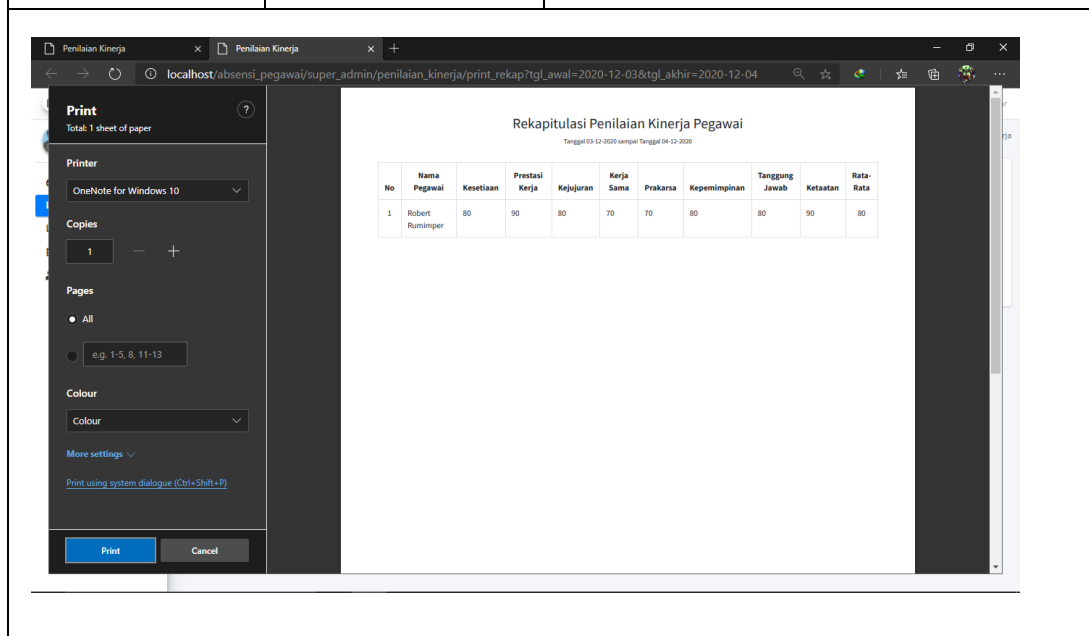 Penilaian Kinerja
Penilaian Kinerja
localhost/absensi_pegawai/super_admin/penilaian_kinerja/print_rekap?tgl_awal=2020-12-03&tgl_akhir=2020-12-04
Print
?
Total: 1 sheet of paper
Printer
OneNote for Windows 10
Copies
1
Pages
All
e.g. 1-5, 8, 11-13
Colour
Colour
More settings
Print using system dialogue (Ctrl+Shift+P)
Print Cancel
Rekapitulasi Penilaian Kinerja Pegawai
Tanggal 03-12-2020 sampai Tanggal 04-12-2020
No Nama Pegawai Kesetiaan Prestasi Kerja Kejujuran Kerja Sama Prakarsa Kepemimpinan Tanggung Jawab Ketaatan Rata-Rata
1 Robert Rumimper 80 90 80 70 70 80 80 90 80